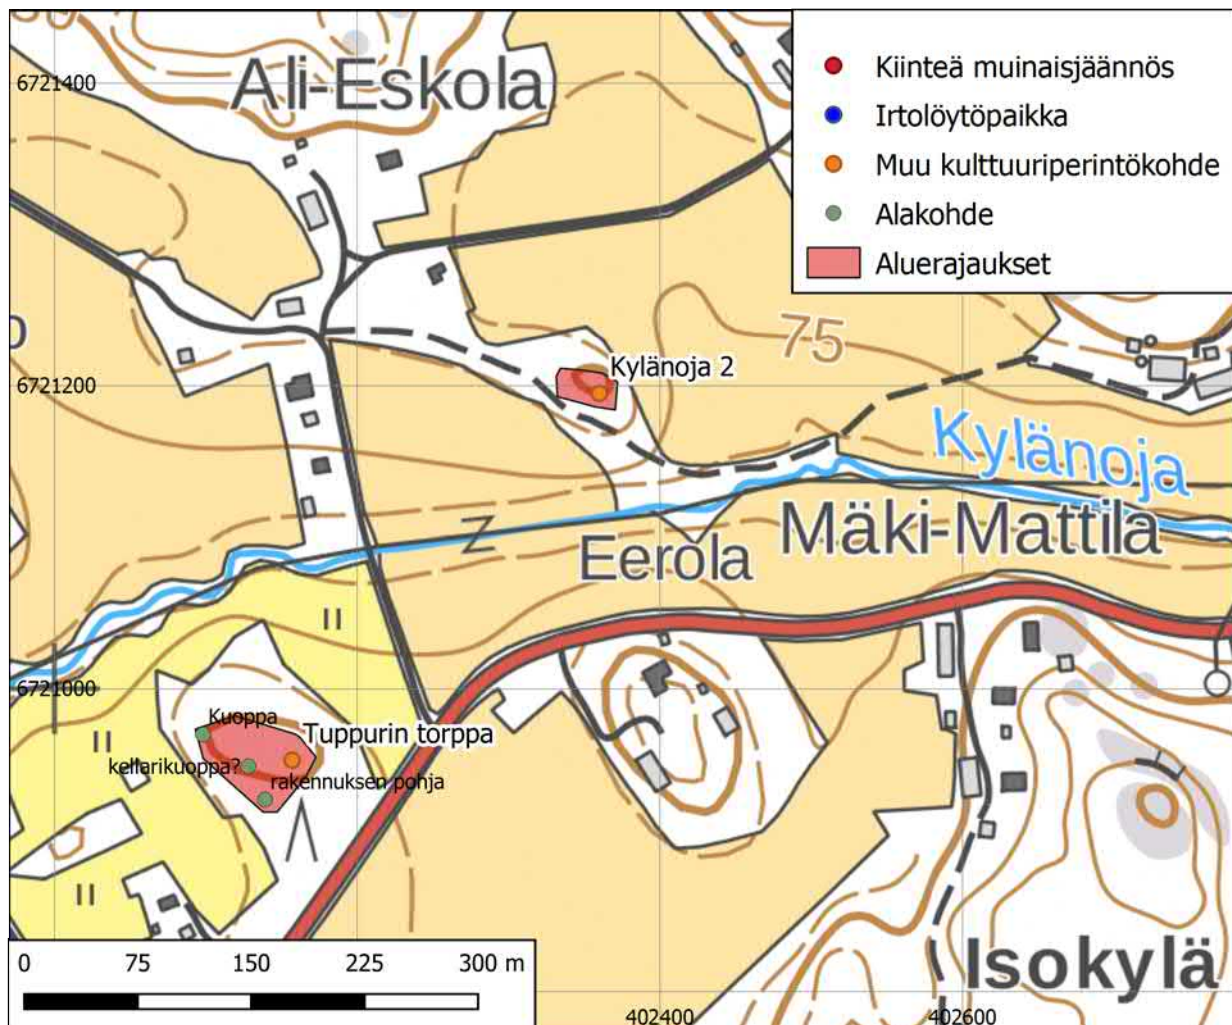 6721400
Ali-Eskola
Kiinteä muinaisjäännös
Irtolöytöpaikka
Muu kulttuuriperintökohde
Alakohde
Aluerajaukset
75
Kylänoja 2
6721200
Kylänoja
Mäki-Mattila
Eerola
6721000
Kuoppa
Tuppurin torppa
kellarikuoppa?
rakennuksen pohja
Isokylä
0 75 150 225 300 m
402400
402600